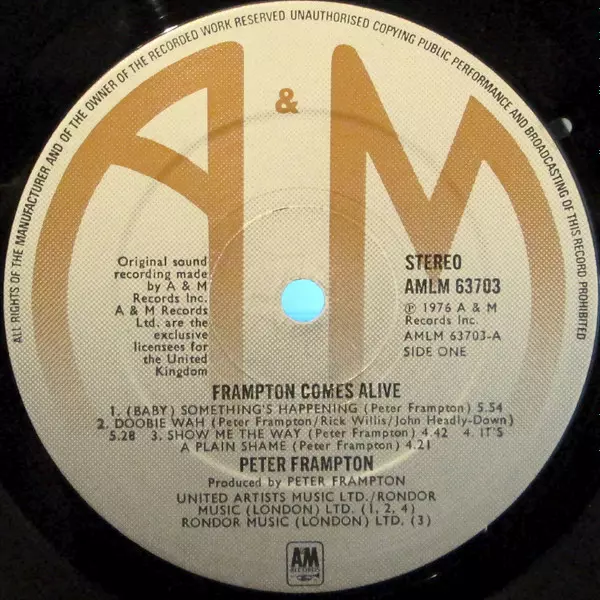 ALL RIGHTS OF THE MANUFACTURER AND OF THE OWNER OF THE RECORDED WORK RESERVED UNAUTHORISED COPYING PUBLIC PERFORMANCE AND BROADCASTING OF THIS RECORD PROHIBITED
A & M
Original sound
recording made
by A & M
Records Inc.
A & M Records
Ltd. are the
exclusive
licensees for
the United
Kingdom
STEREO
AMLM 63703
℗ 1976 A & M
Records Inc.
AMLM 63703-A
SIDE ONE
FRAMPTON COMES ALIVE
1. (BABY) SOMETHING'S HAPPENING (Peter Frampton) 5.54
2. DOOBIE WAH (Peter Frampton/Rick Willis/John Headly-Down)
5.28 3. SHOW ME THE WAY (Peter Frampton) 4.42 4. IT'S
A PLAIN SHAME (Peter Frampton) 4.21
PETER FRAMPTON
Produced by PETER FRAMPTON
UNITED ARTISTS MUSIC LTD./RONDOR
MUSIC (LONDON) LTD. (1, 2, 4)
RONDOR MUSIC (LONDON) LTD. (3)
AM
RECORDS